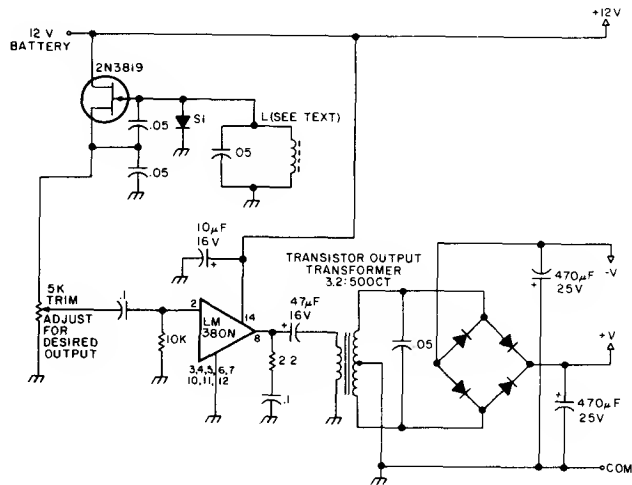 +12V
12 V
BATTERY
2N3819
.05
Si
L(SEE TEXT)
.05
05
10µF
16V
TRANSISTOR OUTPUT
TRANSFORMER
3.2:500CT
5K
TRIM
ADJUST
FOR
DESIRED
OUTPUT
.1
10K
2
14
LM
380N
8
3,4,5,6,7
10,11,12
47µF
16V
2.2
.1
.05
470µF
25V
-V
+V
470µF
25V
COM
+
+
+
+